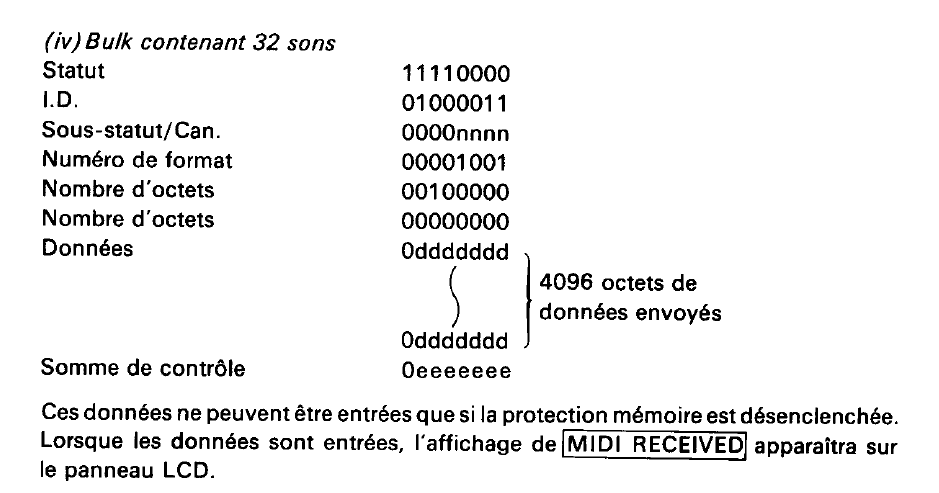 (iv) Bulk contenant 32 sons
Statut 11110000
I.D. 01000011
Sous-statut/Can. 0000nnnn
Numéro de format 00001001
Nombre d'octets 00100000
Nombre d'octets 00000000
Données 0ddddddd
4096 octets de
données envoyés
0ddddddd
Somme de contrôle 0eeeeeee
Ces données ne peuvent être entrées que si la protection mémoire est désenclenchée.
Lorsque les données sont entrées, l'affichage de MIDI RECEIVED apparaîtra sur
le panneau LCD.